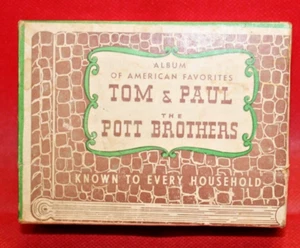 ALBUM
OF AMERICAN FAVORITES
TOM & PAUL
THE
POTT BROTHERS
KNOWN TO EVERY HOUSEHOLD